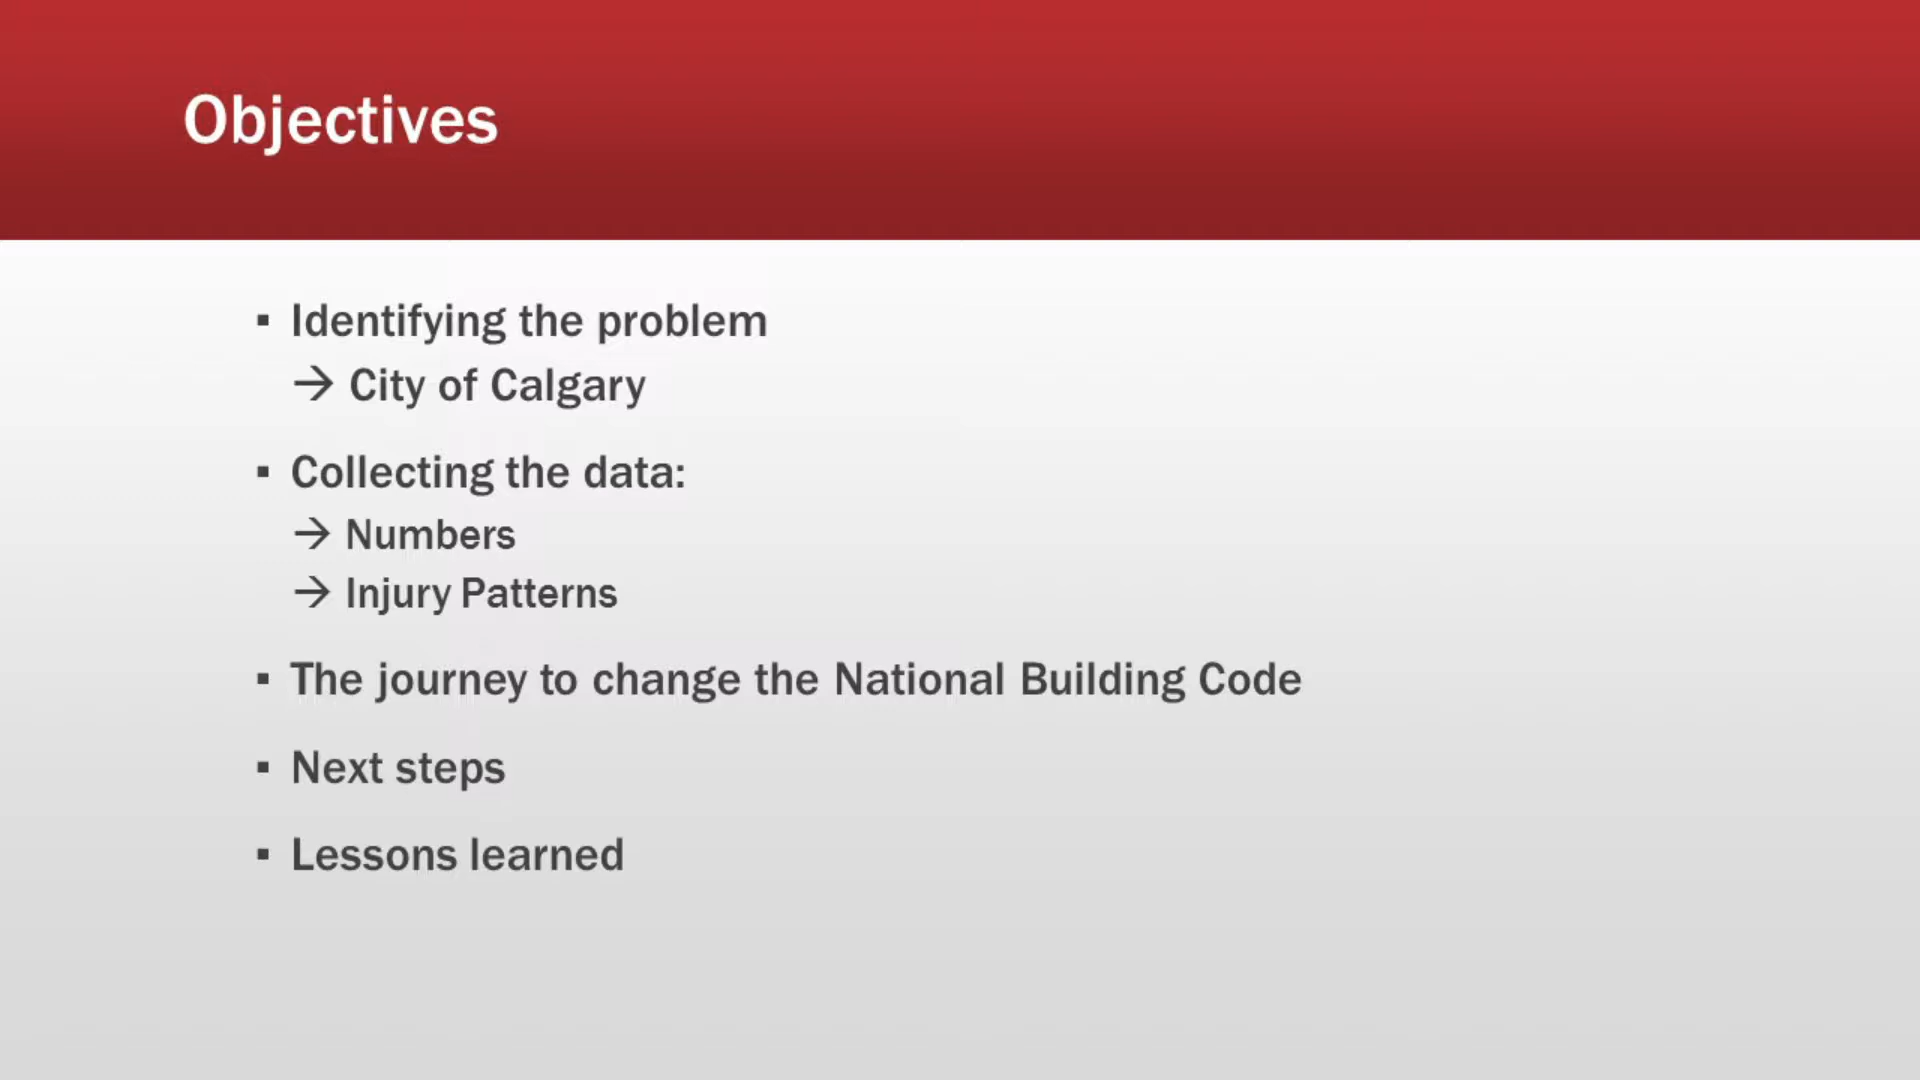 Objectives
▪ Identifying the problem
→ City of Calgary
▪ Collecting the data:
→ Numbers
→ Injury Patterns
▪ The journey to change the National Building Code
▪ Next steps
▪ Lessons learned